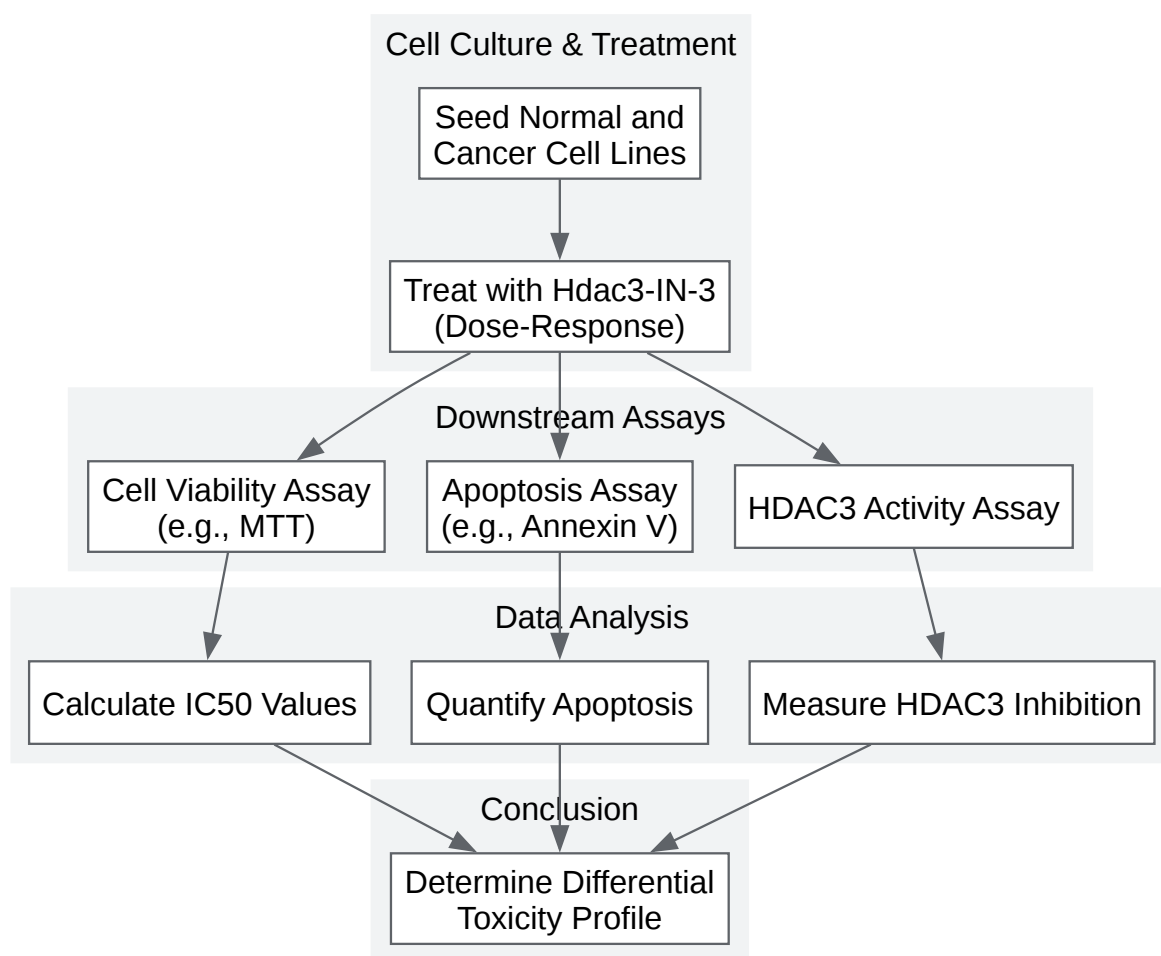 Cell Culture & Treatment
Seed Normal and
Cancer Cell Lines
Treat with Hdac3-IN-3
(Dose-Response)
Downstream Assays
Cell Viability Assay
(e.g., MTT)
Apoptosis Assay
(e.g., Annexin V)
HDAC3 Activity Assay
Data Analysis
Calculate IC50 Values
Quantify Apoptosis
Measure HDAC3 Inhibition
Conclusion
Determine Differential
Toxicity Profile